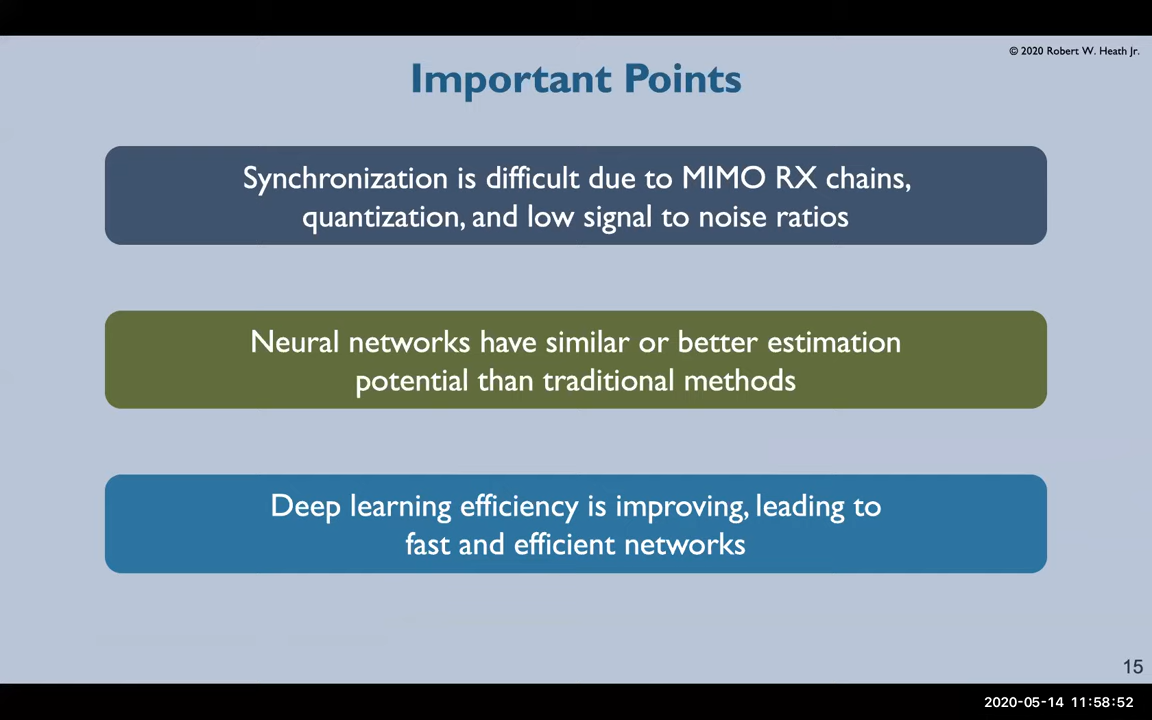 © 2020 Robert W. Heath Jr.
Important Points
Synchronization is difficult due to MIMO RX chains,
quantization, and low signal to noise ratios
Neural networks have similar or better estimation
potential than traditional methods
Deep learning efficiency is improving, leading to
fast and efficient networks
15
2020-05-14 11:58:52